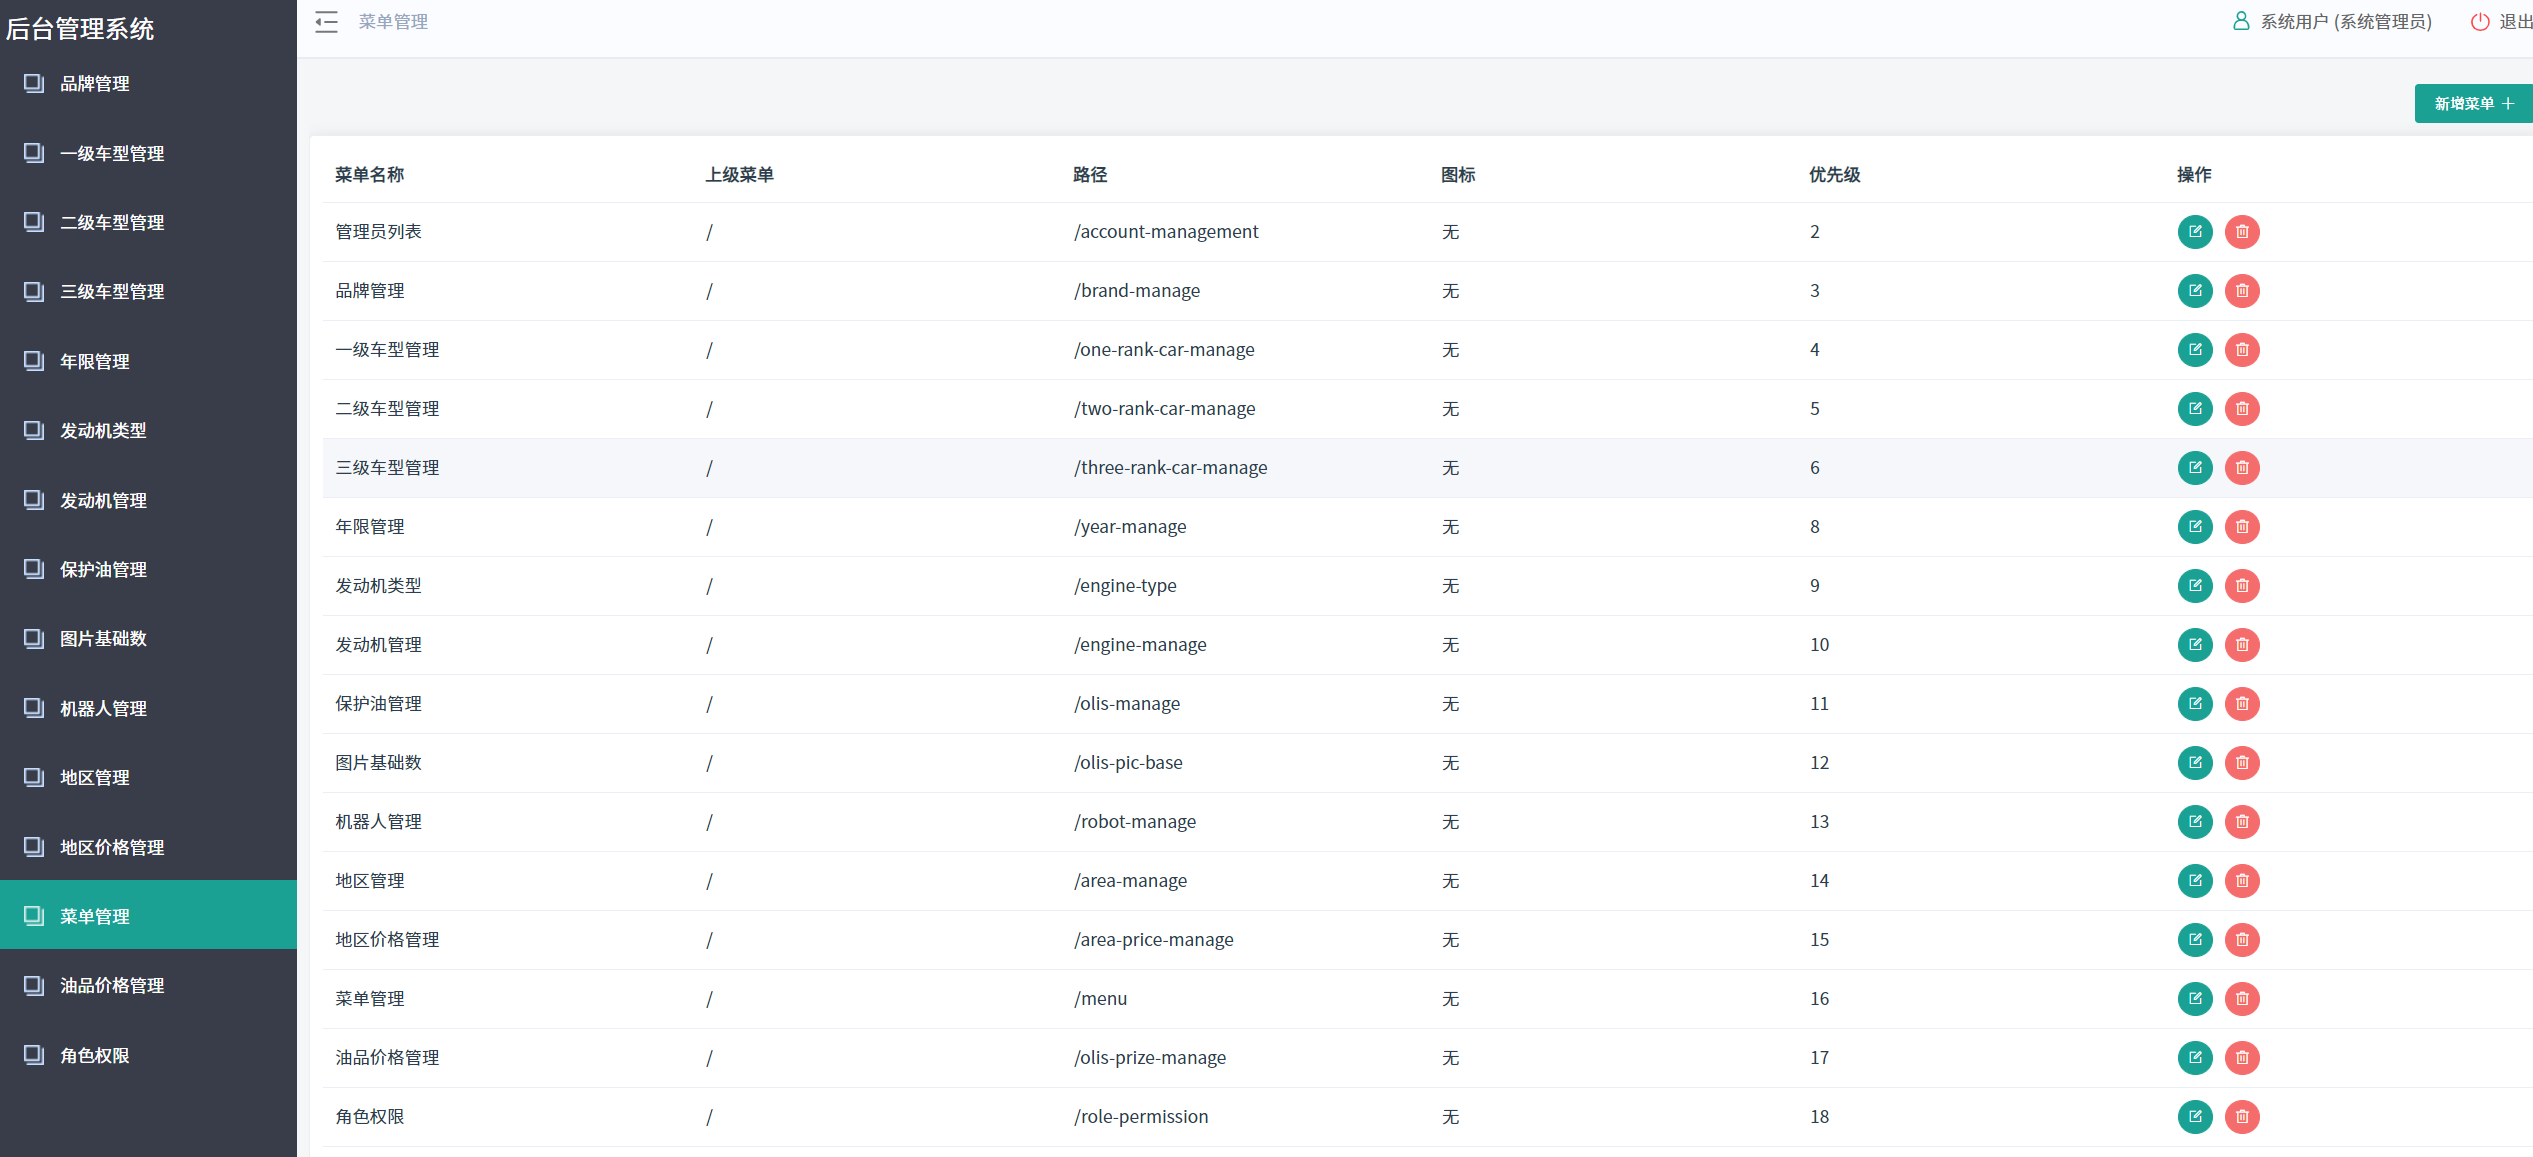 后台管理系统
品牌管理
一级车型管理
二级车型管理
三级车型管理
年限管理
发动机类型
发动机管理
保护油管理
图片基础数
机器人管理
地区管理
地区价格管理
菜单管理
油品价格管理
角色权限
菜单管理 系统用户 (系统管理员) 退出
新增菜单
菜单名称 上级菜单 路径 图标 优先级 操作
管理员列表 / /account-management 无 2
品牌管理 / /brand-manage 无 3
一级车型管理 / /one-rank-car-manage 无 4
二级车型管理 / /two-rank-car-manage 无 5
三级车型管理 / /three-rank-car-manage 无 6
年限管理 / /year-manage 无 8
发动机类型 / /engine-type 无 9
发动机管理 / /engine-manage 无 10
保护油管理 / /olis-manage 无 11
图片基础数 / /olis-pic-base 无 12
机器人管理 / /robot-manage 无 13
地区管理 / /area-manage 无 14
地区价格管理 / /area-price-manage 无 15
菜单管理 / /menu 无 16
油品价格管理 / /olis-prize-manage 无 17
角色权限 / /role-permission 无 18